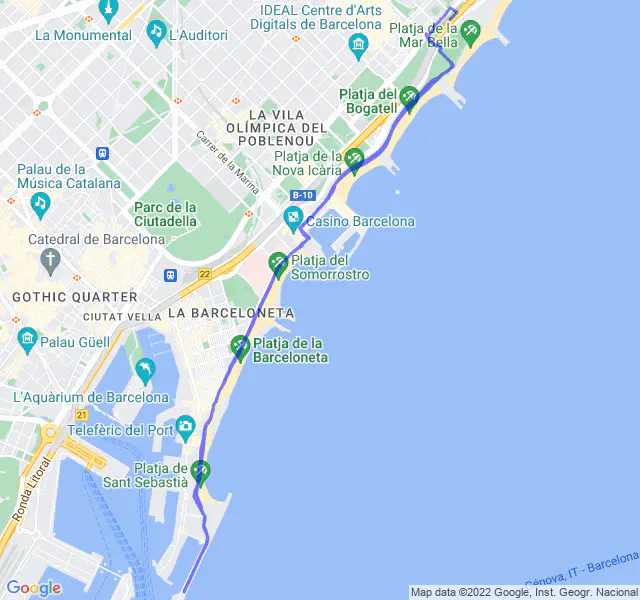 IDEAL Centre d'Arts
Digitals de Barcelona
La Monumental
L'Auditori
Platja de la
Mar Bella
Platja del
Bogatell
LA VILA
OLÍMPICA DEL
POBLENOU
Carrer de la Marina
Platja de la
Nova Icària
Palau de la
Música Catalana
B-10
Parc de la
Ciutadella
Casino Barcelona
Catedral de Barcelona
Platja del
Somorrostro
22
GOTHIC QUARTER
CIUTAT VELLA
LA BARCELONETA
Palau Güell
Platja de la
Barceloneta
L'Aquàrium de Barcelona
21
Telefèric del Port
Ronda Litoral
Platja de
Sant Sebastià
Gènova, IT - Barcelona
Google
Map data ©2022 Google, Inst. Geogr. Nacional